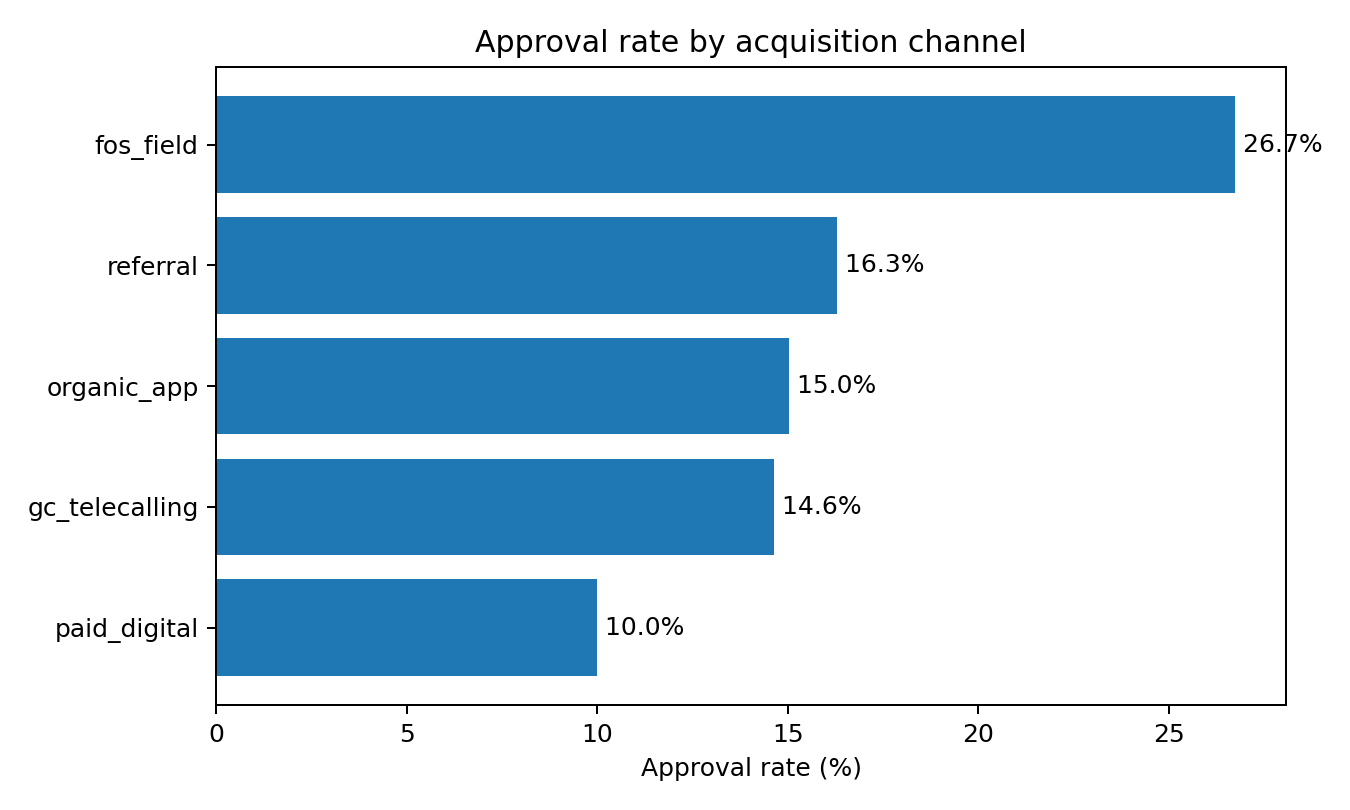 Approval rate by acquisition channel
fos_field 26.7%
referral 16.3%
organic_app 15.0%
gc_telecalling 14.6%
paid_digital 10.0%
0 5 10 15 20 25
Approval rate (%)